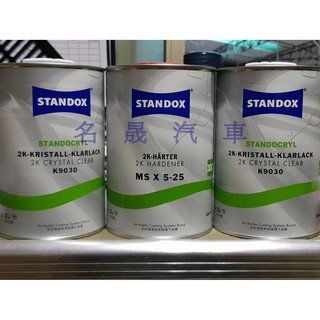 STANDOX
STANDOCRYL
2K-KRISTALL-KLARLACK
2K CRYSTAL CLEAR
K9030
STANDOX
2K-HÄRTER
2K HARDENER
MS X 5-25
STANDOX
STANDOCRYL
2K-KRISTALL-KLARLACK
2K CRYSTAL CLEAR
K9030
名晟汽車